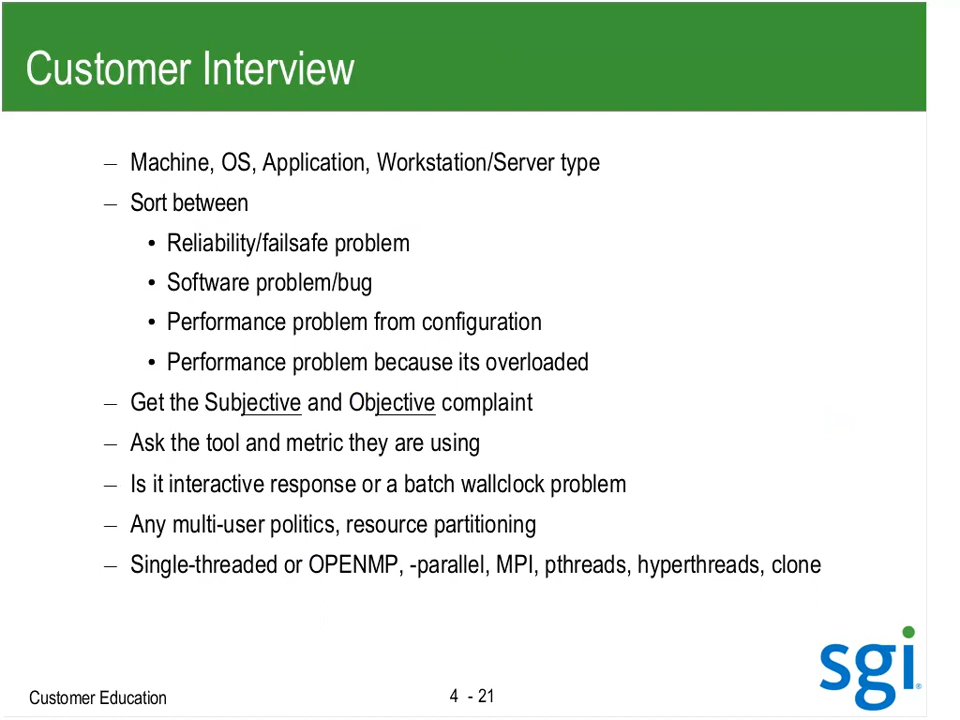 Customer Interview
– Machine, OS, Application, Workstation/Server type
– Sort between
• Reliability/failsafe problem
• Software problem/bug
• Performance problem from configuration
• Performance problem because its overloaded
– Get the Subjective and Objective complaint
– Ask the tool and metric they are using
– Is it interactive response or a batch wallclock problem
– Any multi-user politics, resource partitioning
– Single-threaded or OPENMP, -parallel, MPI, pthreads, hyperthreads, clone
sgi®
Customer Education
4 - 21